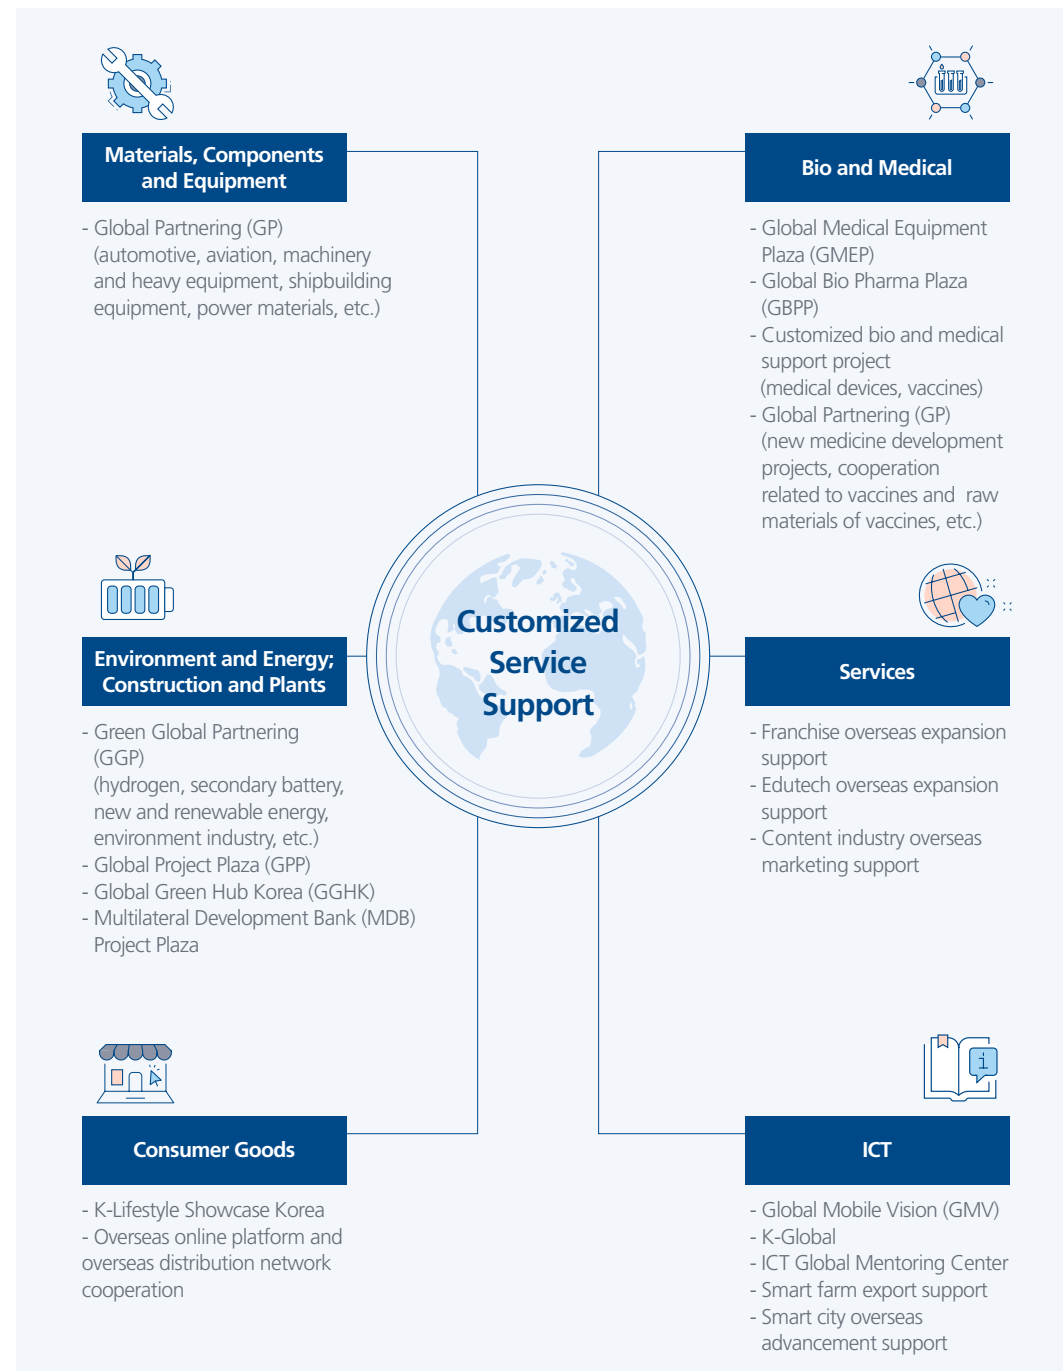 Materials, Components
and Equipment
- Global Partnering (GP)
(automotive, aviation, machinery
and heavy equipment, shipbuilding
equipment, power materials, etc.)
Bio and Medical
- Global Medical Equipment
Plaza (GMEP)
- Global Bio Pharma Plaza
(GBPP)
- Customized bio and medical
support project
(medical devices, vaccines)
- Global Partnering (GP)
(new medicine development
projects, cooperation
related to vaccines and raw
materials of vaccines, etc.)
Customized
Service
Support
Environment and Energy;
Construction and Plants
- Green Global Partnering
(GGP)
(hydrogen, secondary battery,
new and renewable energy,
environment industry, etc.)
- Global Project Plaza (GPP)
- Global Green Hub Korea (GGHK)
- Multilateral Development Bank (MDB)
Project Plaza
Services
- Franchise overseas expansion
support
- Edutech overseas expansion
support
- Content industry overseas
marketing support
Consumer Goods
- K-Lifestyle Showcase Korea
- Overseas online platform and
overseas distribution network
cooperation
i
ICT
- Global Mobile Vision (GMV)
- K-Global
- ICT Global Mentoring Center
- Smart farm export support
- Smart city overseas
advancement support